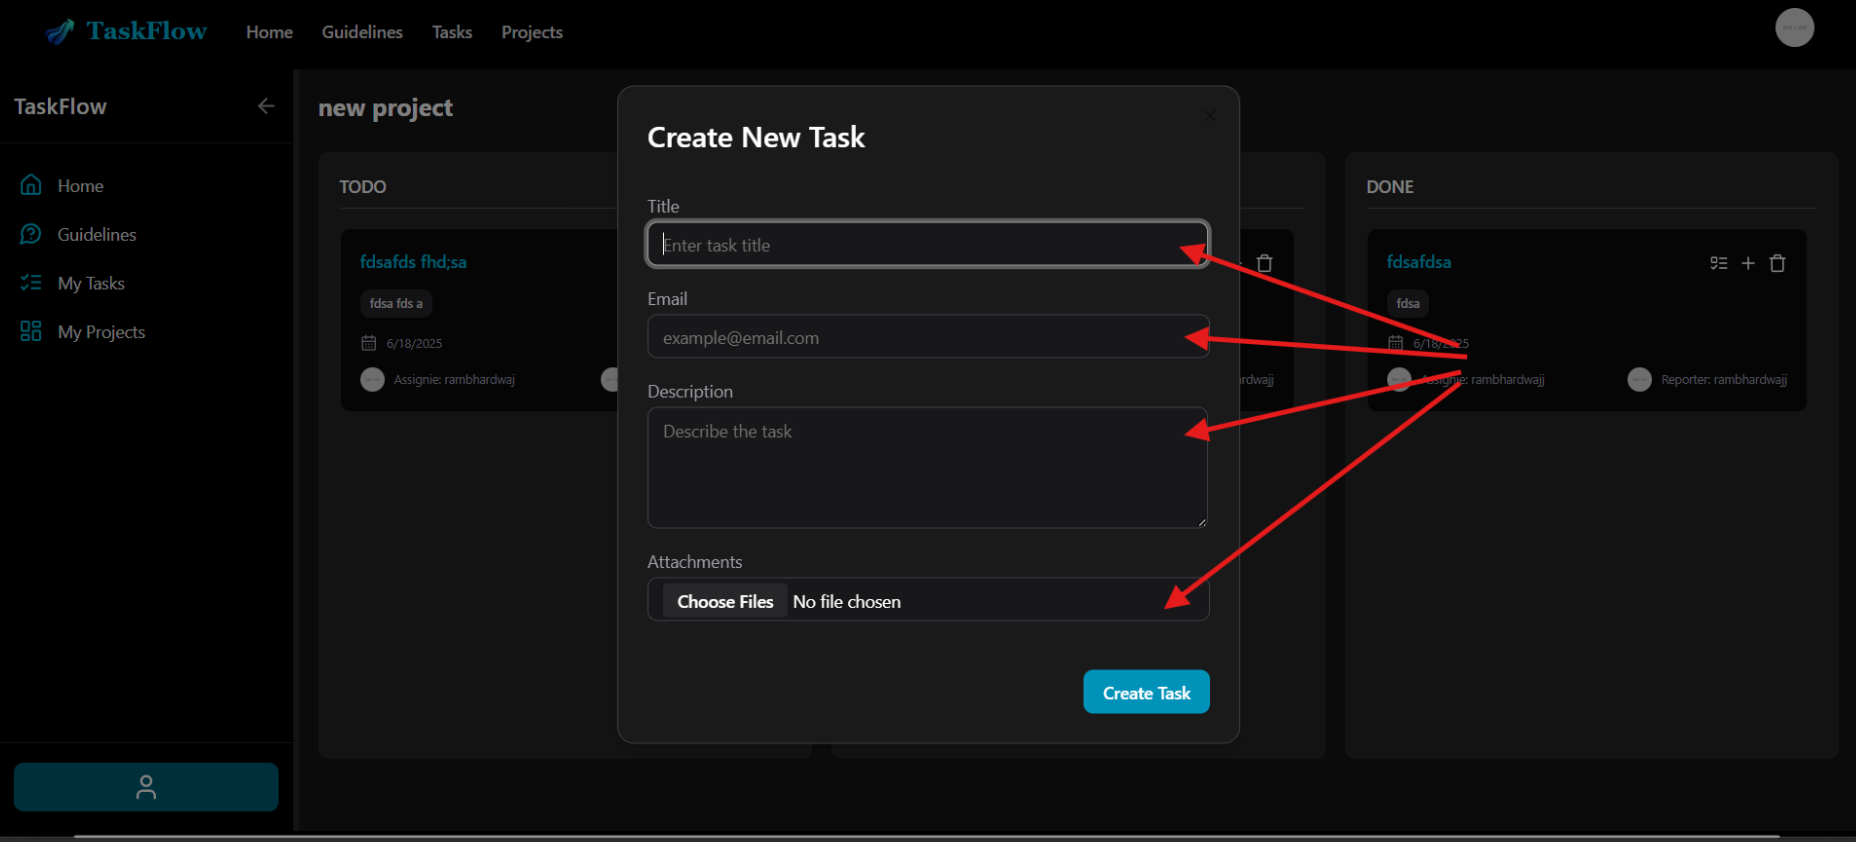 TaskFlow
Home
Guidelines
Tasks
Projects
TaskFlow
Home
Guidelines
My Tasks
My Projects
new project
TODO
fdsafds fhd;sa
fdsa fds a
6/18/2025
Assignie: rambhardwaj
Create New Task
Title
Enter task title
Email
example@email.com
Description
Describe the task
Attachments
Choose Files No file chosen
Create Task
DONE
fdsafdsa
fdsa
6/18/2025
Assignie: rambhardwajj
Reporter: rambhardwajj